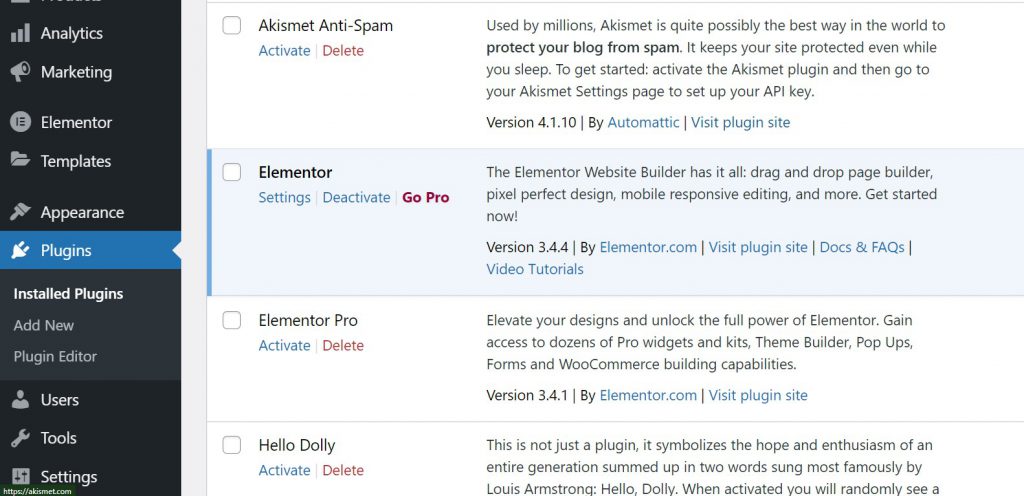 Products
Analytics
Marketing
Elementor
Templates
Appearance
Plugins
Installed Plugins
Add New
Plugin Editor
Users
Tools
Settings
https://akismet.com
Akismet Anti-Spam
Activate | Delete
Used by millions, Akismet is quite possibly the best way in the world to
protect your blog from spam. It keeps your site protected even while
you sleep. To get started: activate the Akismet plugin and then go to
your Akismet Settings page to set up your API key.
Version 4.1.10 | By Automattic | Visit plugin site
Elementor
Settings | Deactivate | Go Pro
The Elementor Website Builder has it all: drag and drop page builder,
pixel perfect design, mobile responsive editing, and more. Get started
now!
Version 3.4.4 | By Elementor.com | Visit plugin site | Docs & FAQs |
Video Tutorials
Elementor Pro
Activate | Delete
Elevate your designs and unlock the full power of Elementor. Gain
access to dozens of Pro widgets and kits, Theme Builder, Pop Ups,
Forms and WooCommerce building capabilities.
Version 3.4.1 | By Elementor.com | Visit plugin site
Hello Dolly
Activate | Delete
This is not just a plugin, it symbolizes the hope and enthusiasm of an
entire generation summed up in two words sung most famously by
Louis Armstrong: Hello, Dolly. When activated you will randomly see a